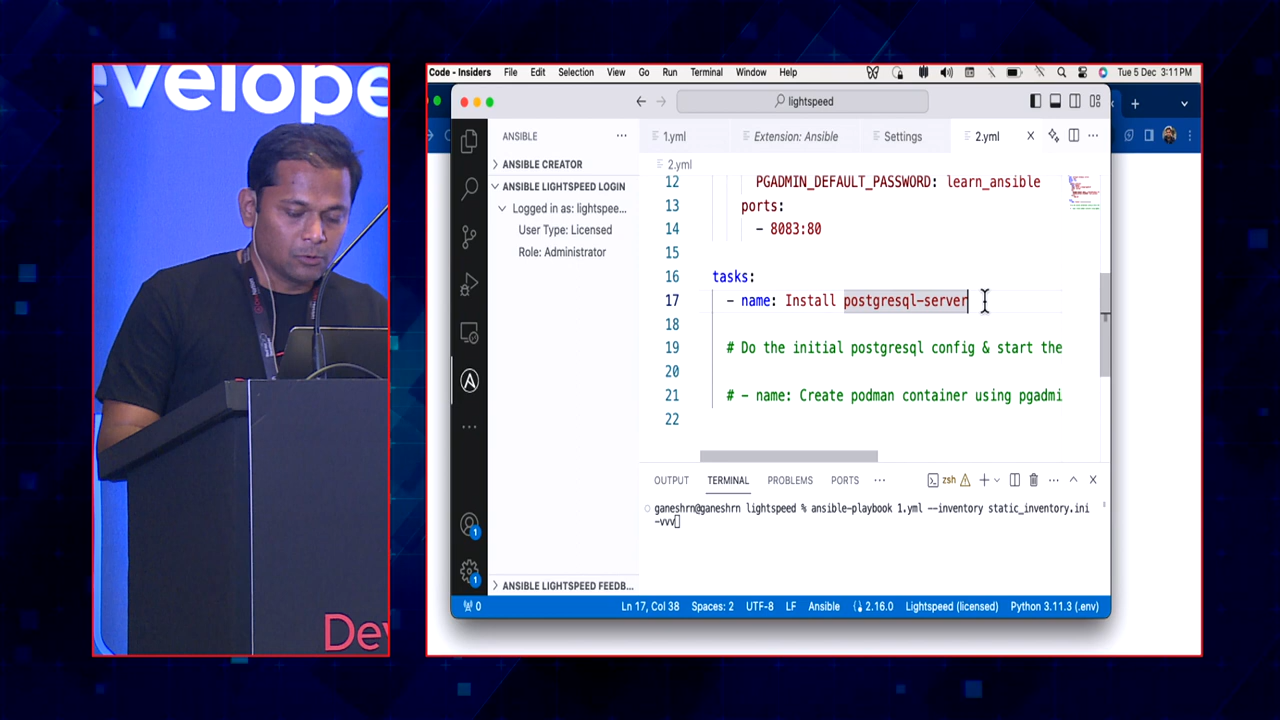 evelope
Dev
Code - Insiders File Edit Selection View Go Run Terminal Window Help Tue 5 Dec 3:11 PM
lightspeed
ANSIBLE
1.yml Extension: Ansible Settings 2.yml
ANSIBLE CREATOR
2.yml
ANSIBLE LIGHTSPEED LOGIN
Logged in as: lightspee...
User Type: Licensed
Role: Administrator
12 PGADMIN_DEFAULT_PASSWORD: learn_ansible
13 ports:
14 - 8083:80
15
16 tasks:
17 - name: Install postgresql-server
18
19 # Do the initial postgresql config & start the
20
21 # - name: Create podman container using pgadmi
22
OUTPUT TERMINAL PROBLEMS PORTS zsh
ganeshrn@ganeshrn lightspeed % ansible-playbook 1.yml --inventory static_inventory.ini
-vvv
1
1
ANSIBLE LIGHTSPEED FEEDB...
0 Ln 17, Col 38 Spaces: 2 UTF-8 LF Ansible 2.16.0 Lightspeed (licensed) Python 3.11.3 (.env)